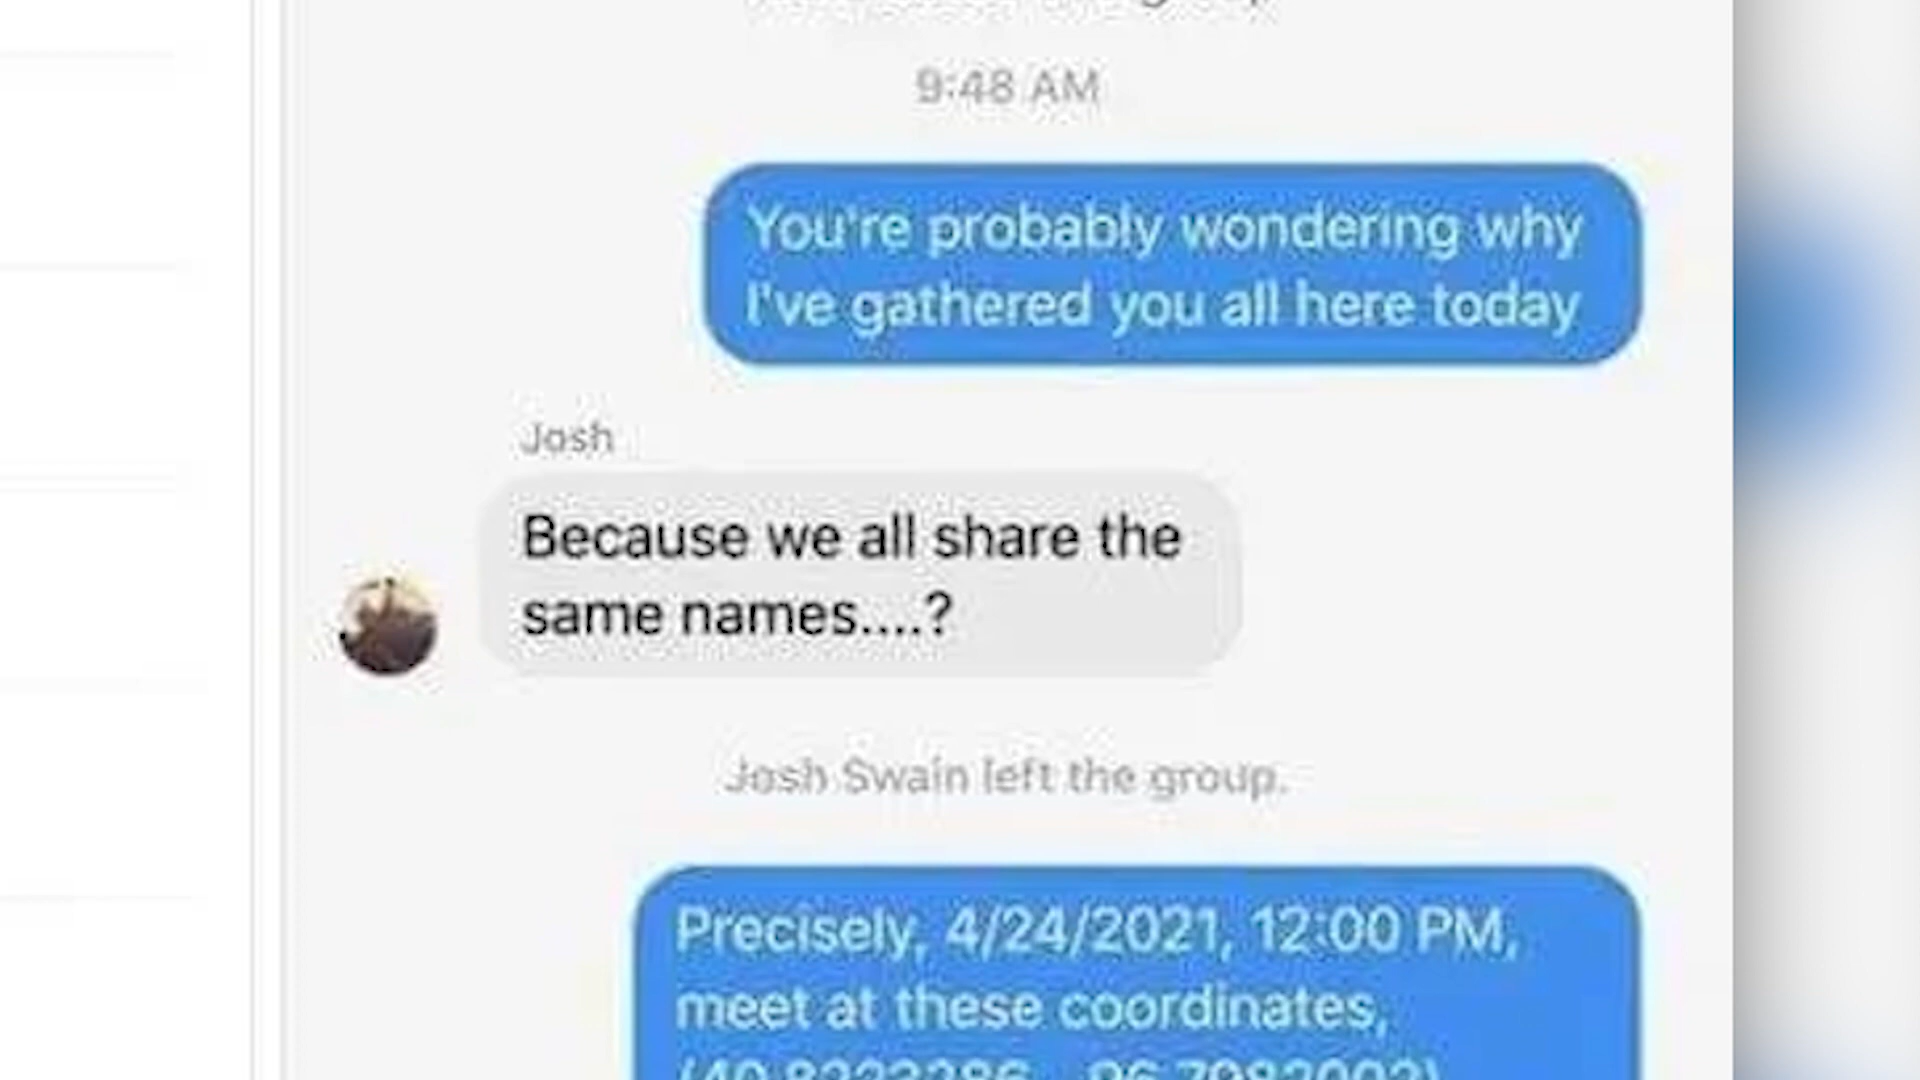 9:48 AM
You're probably wondering why
I've gathered you all here today
Josh
Because we all share the
same names....?
Josh Swain left the group.
Precisely, 4/24/2021, 12:00 PM,
meet at these coordinates,